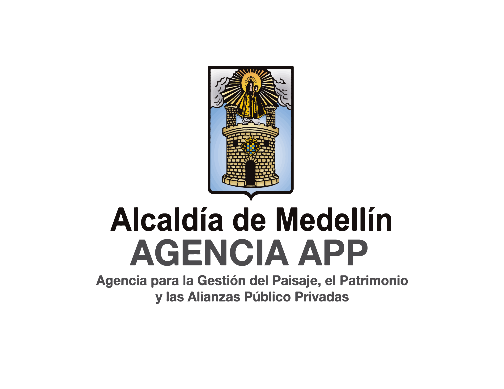 Alcaldía de Medellín
AGENCIA APP
Agencia para la Gestión del Paisaje, el Patrimonio
y las Alianzas Público Privadas